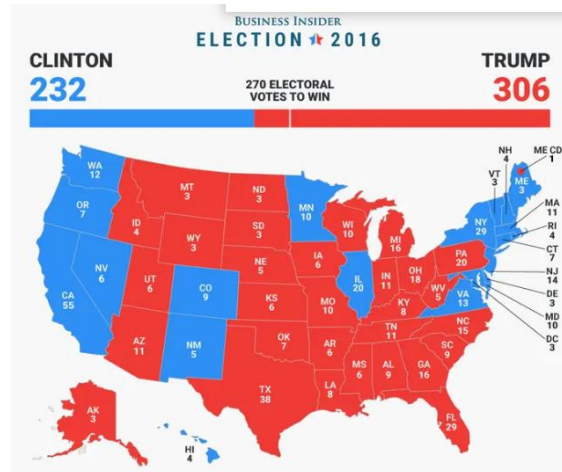 BUSINESS INSIDER
ELECTION 2016
CLINTON
232
270 ELECTORAL
VOTES TO WIN
TRUMP
306
WA
12
OR
7
CA
55
NV
6
ID
4
MT
3
WY
3
UT
6
AZ
11
CO
9
NM
5
ND
3
SD
3
NE
5
KS
6
OK
7
TX
38
MN
10
IA
6
MO
10
AR
6
LA
8
WI
10
IL
20
MI
16
IN
11
OH
18
KY
8
TN
11
MS
6
AL
9
GA
16
FL
29
SC
9
NC
15
VA
13
WV
5
PA
20
NY
29
VT
3
NH
4
ME
3
ME CD
1
MA
11
RI
4
CT
7
NJ
14
DE
3
MD
10
DC
3
AK
3
HI
4